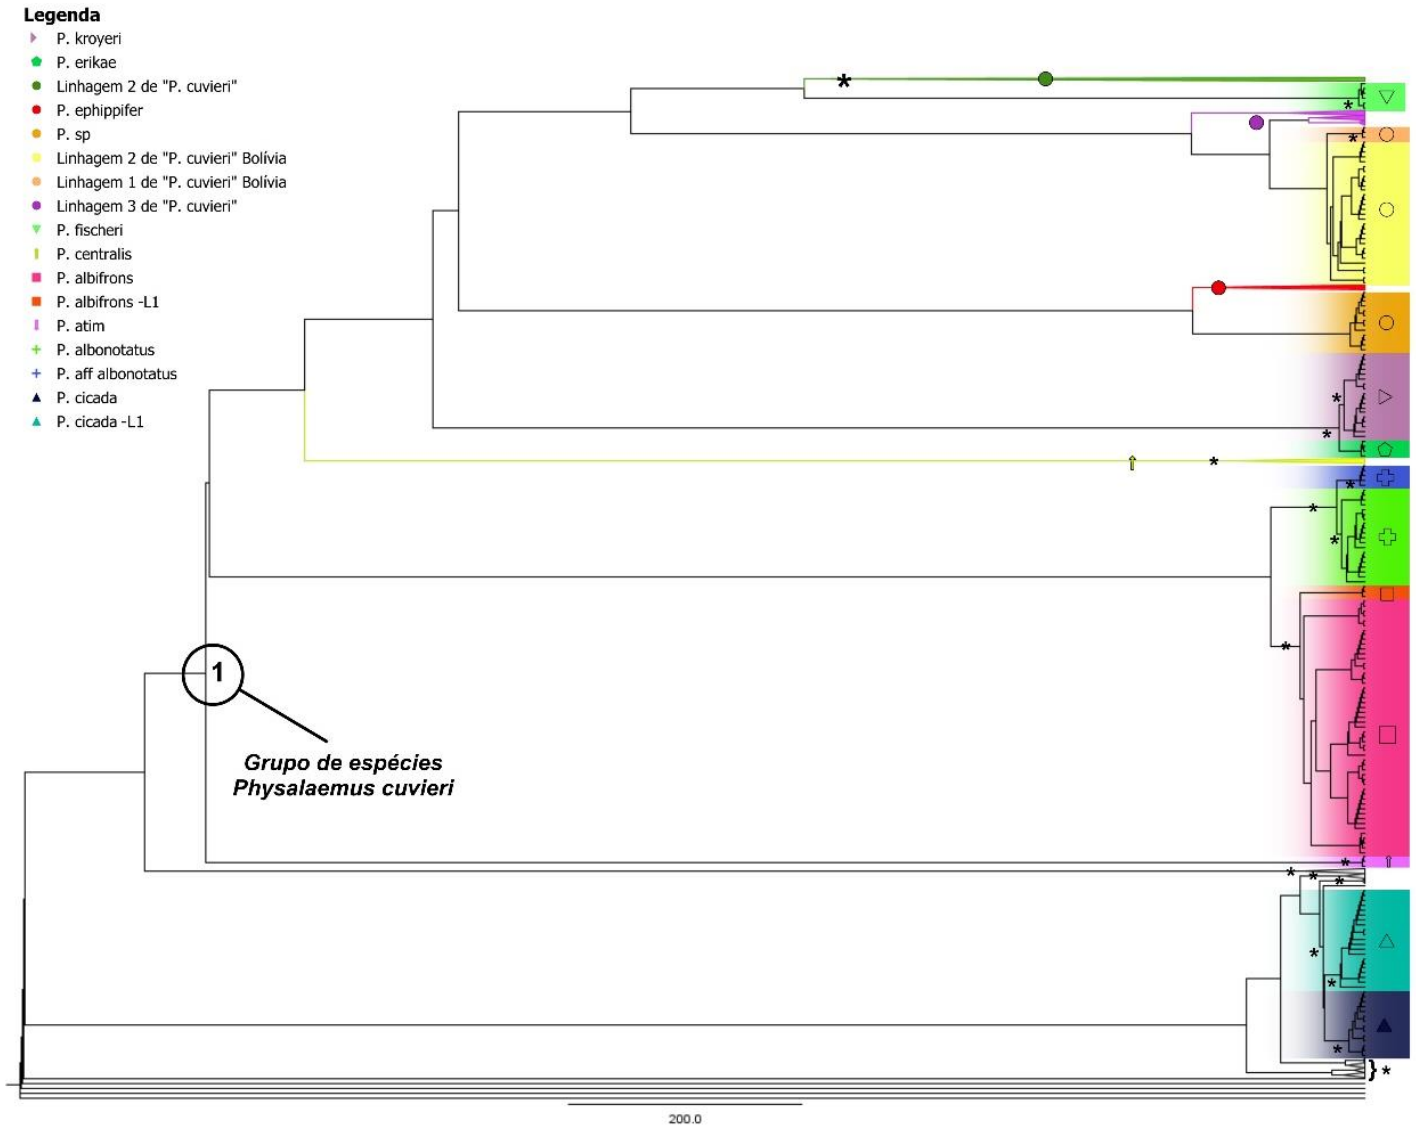 Legenda
P. kroyeri
P. erikae
Linhagem 2 de "P. cuvieri"
P. ephippifer
P. sp
Linhagem 2 de "P. cuvieri" Bolívia
Linhagem 1 de "P. cuvieri" Bolívia
Linhagem 3 de "P. cuvieri"
P. fischeri
P. centralis
P. albifrons
P. albifrons -L1
P. atim
P. albonotatus
P. aff albonotatus
P. cicada
P. cicada -L1
1
Grupo de espécies
Physalaemus cuvieri
200.0